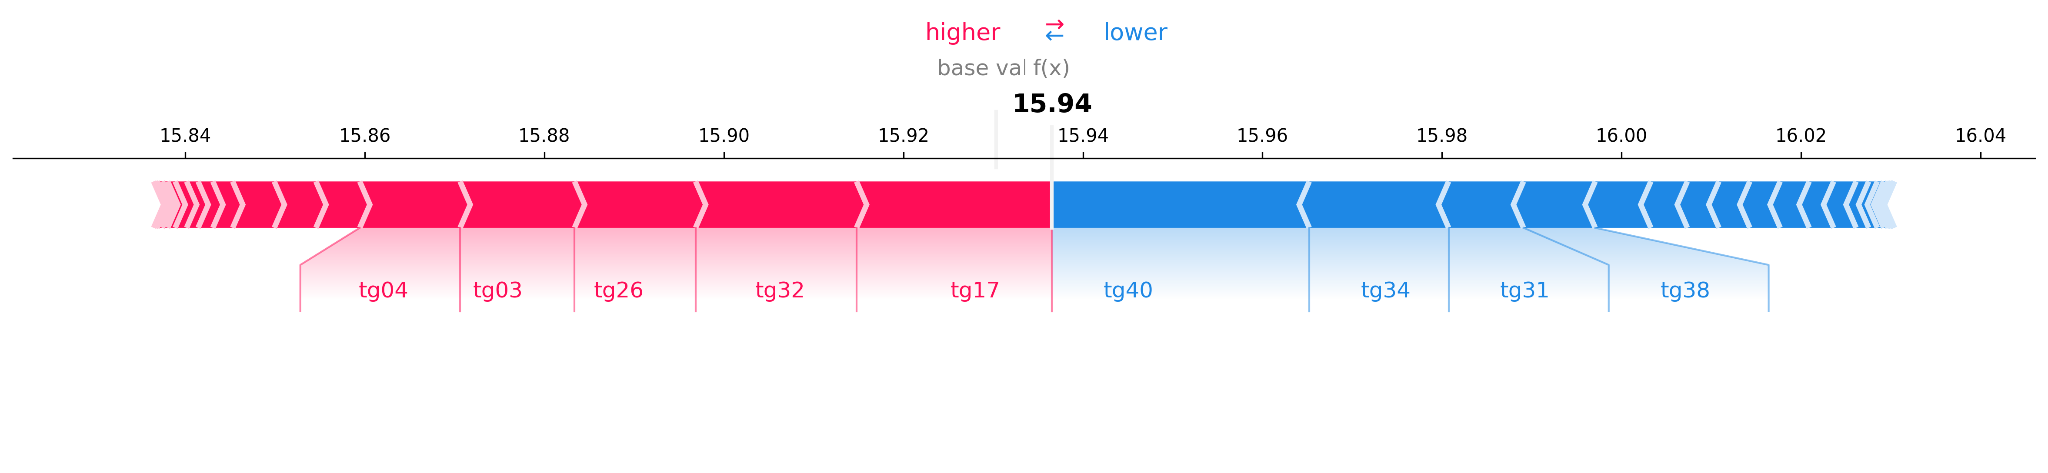 higher ⇄ lower
base val f(x)
15.94
15.84 15.86 15.88 15.90 15.92 15.94 15.96 15.98 16.00 16.02 16.04
tg04 tg03 tg26 tg32 tg17 tg40 tg34 tg31 tg38